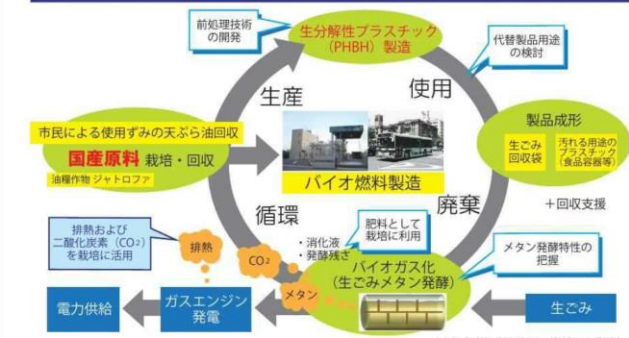 前処理技術
の開発
生分解性プラスチック
(PHBH) 製造
代替製品用途
の検討
生産
使用
市民による使用ずみの天ぷら油回収
国産原料 栽培・回収
油糧作物 ジャトロファ
バイオ燃料製造
製品成形
生ごみ
回収袋
汚れる用途の
プラスチック
(食品容器等)
+回収支援
循環
廃棄
排熱および
二酸化炭素(CO2)
を栽培に活用
排熱
CO2
・消化液
・発酵残さ
肥料として
栽培に利用
メタン発酵特性の
把握
バイオガス化
(生ごみメタン発酵)
メタン
電力供給
ガスエンジン
発電
生ごみ